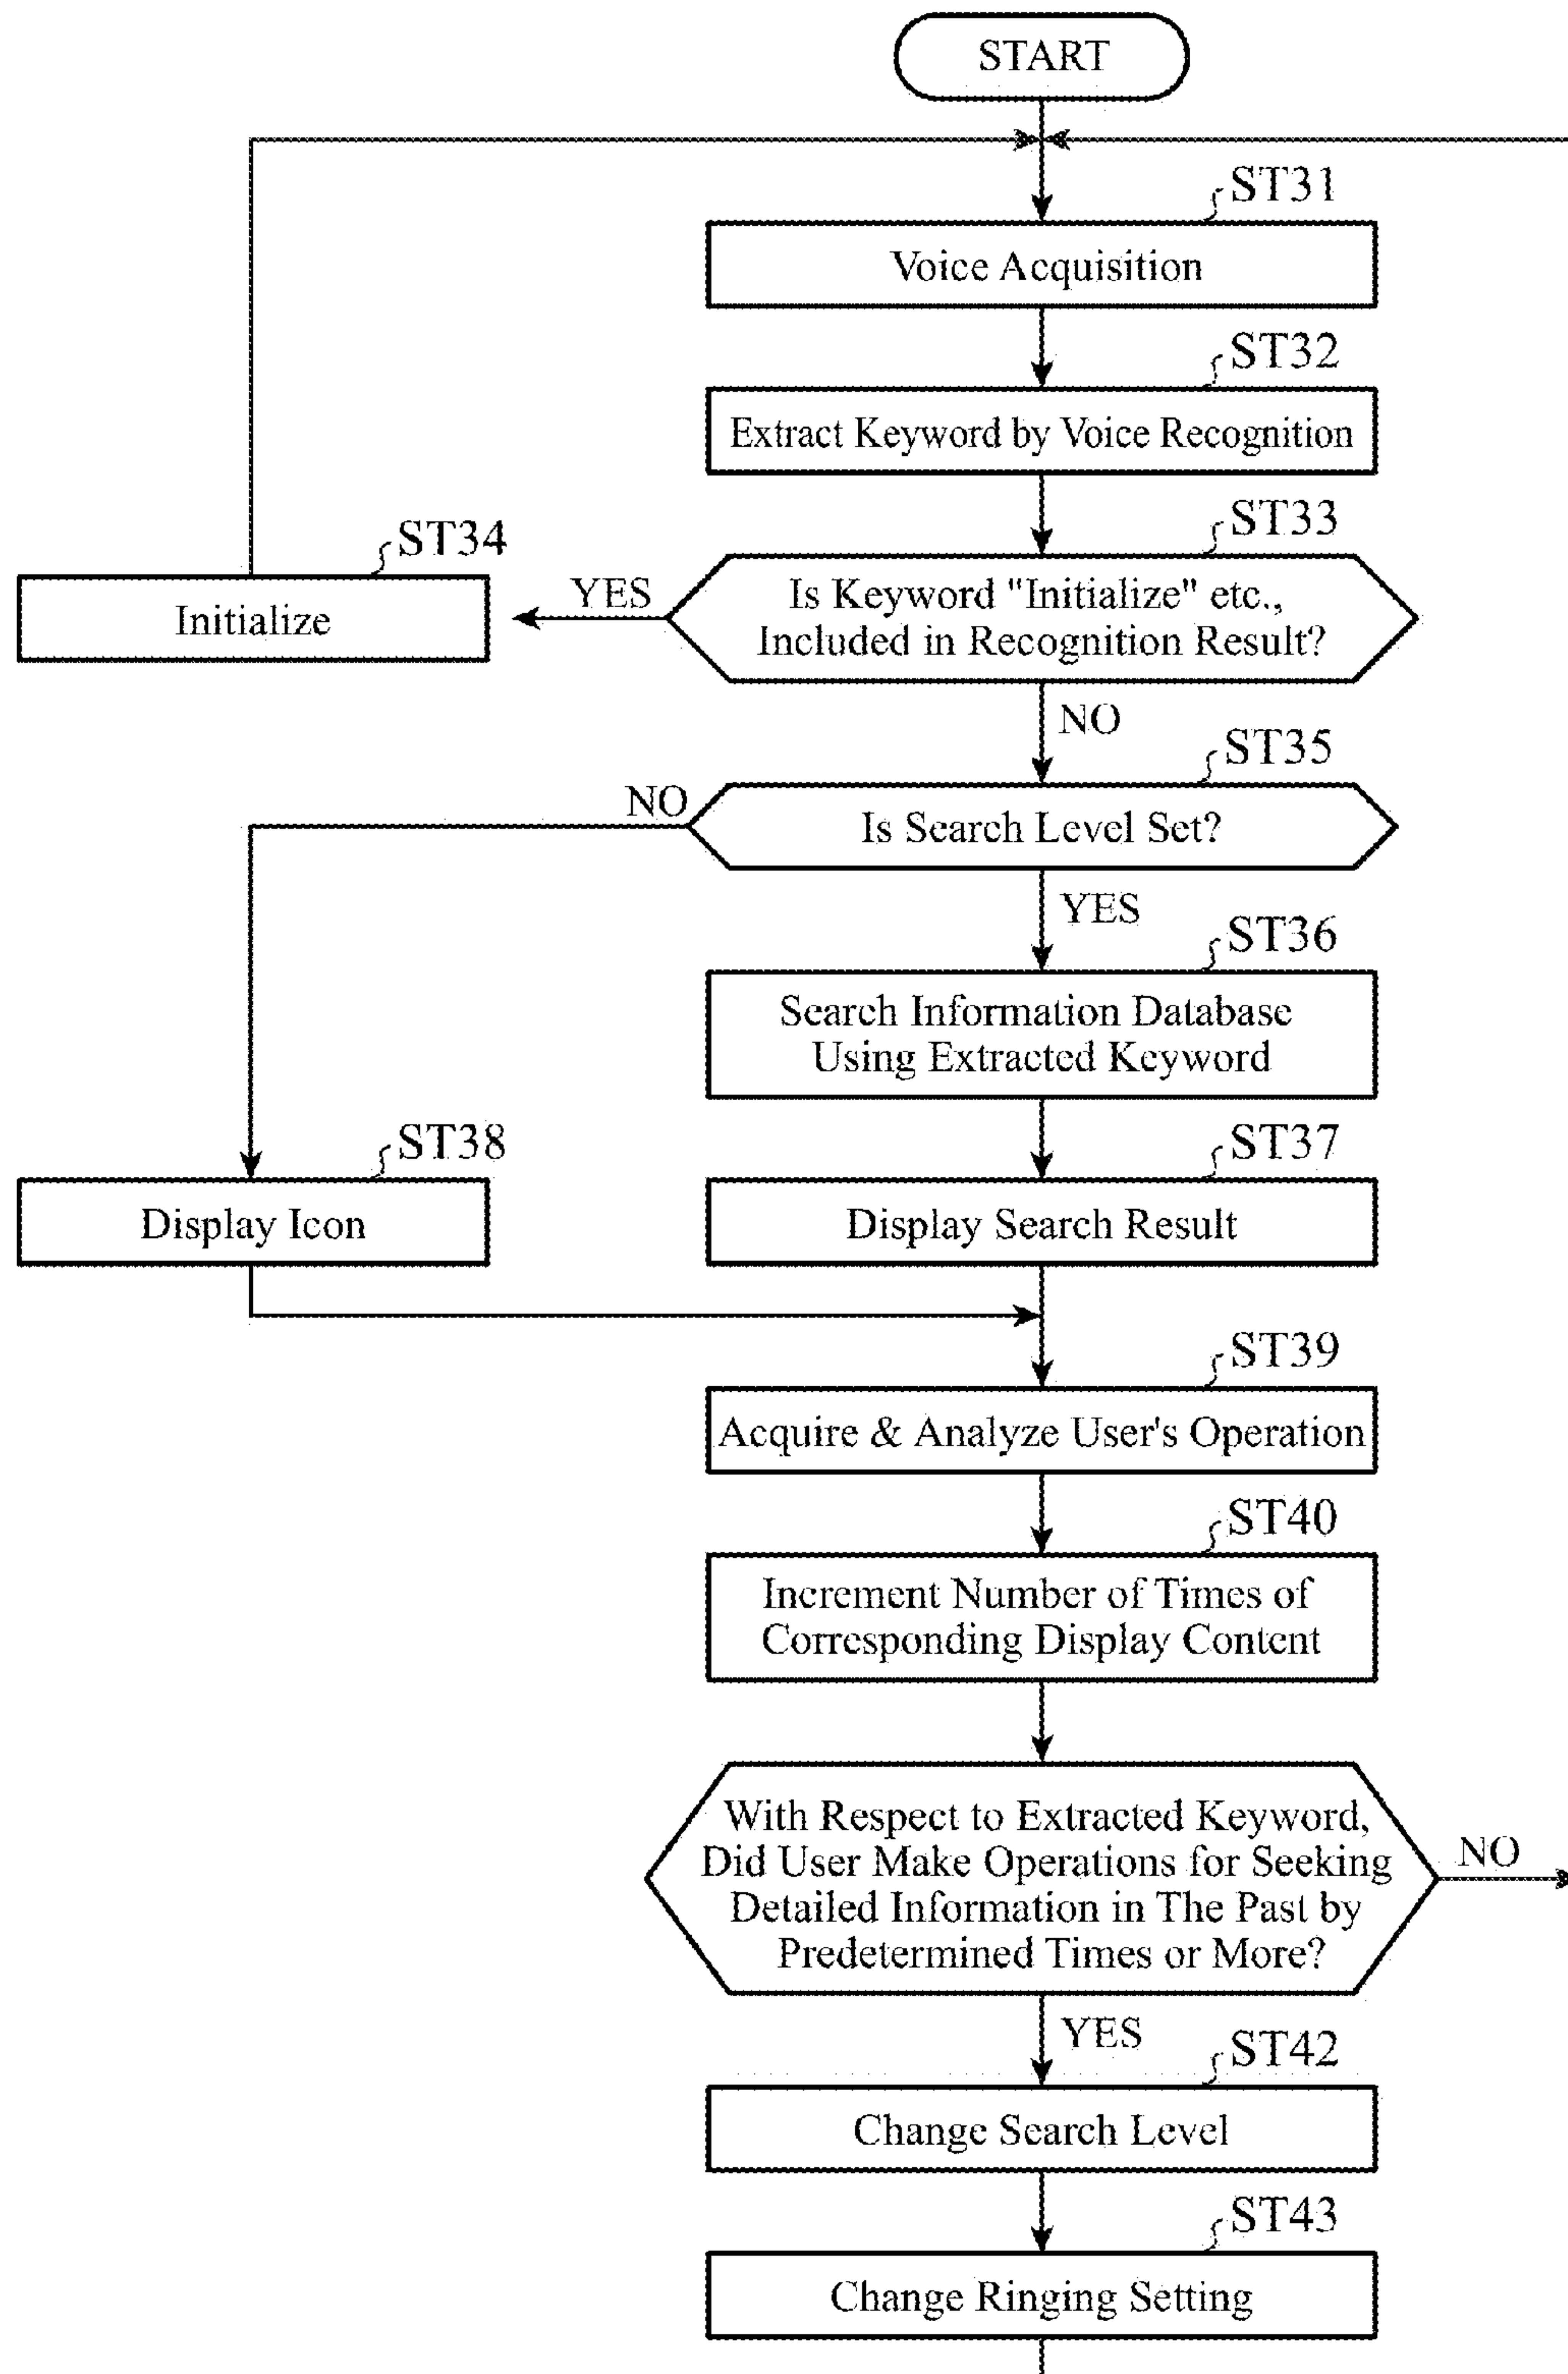 START
ST31
Voice Acquisition
ST32
Extract Keyword by Voice Recognition
ST33
Is Keyword "Initialize" etc.,
Included in Recognition Result?
YES
ST34
Initialize
NO
ST35
Is Search Level Set?
NO
YES
ST36
Search Information Database
Using Extracted Keyword
ST37
Display Search Result
ST38
Display Icon
ST39
Acquire & Analyze User's Operation
ST40
Increment Number of Times of
Corresponding Display Content
With Respect to Extracted Keyword,
Did User Make Operations for Seeking
Detailed Information in The Past by
Predetermined Times or More?
NO
YES
ST42
Change Search Level
ST43
Change Ringing Setting